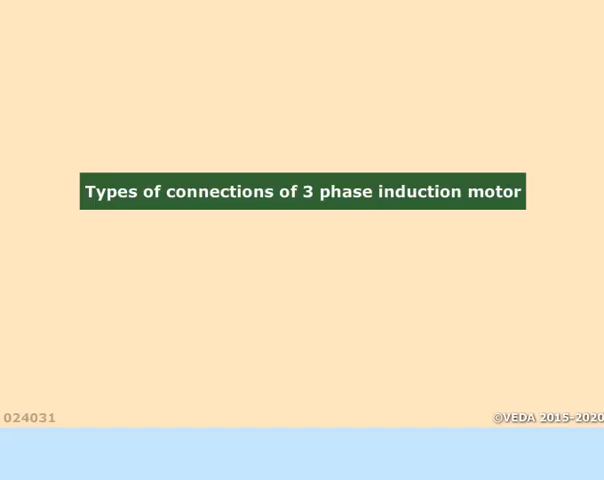 Types of connections of 3 phase induction motor
024031
©VEDA 2015-2020